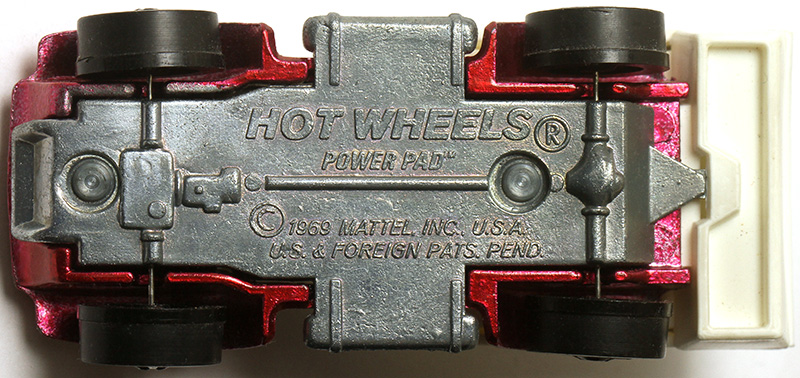 HOT WHEELS®
POWER PAD™
© 1969 MATTEL, INC., U.S.A.
U.S. & FOREIGN PATS. PEND.